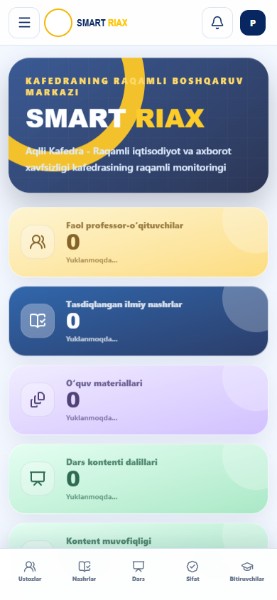 SMART RIAX
P
KAFEDRANING RAQAMLI BOSHQARUV
MARKAZI
SMART RIAX
Aqlli Kafedra - Raqamli iqtisodiyot va axborot
xavfsizligi kafedrasining raqamli monitoringi
Faol professor-o'qituvchilar
0
Yuklanmoqda...
Tasdiqlangan ilmiy nashrlar
0
Yuklanmoqda...
O'quv materiallari
0
Yuklanmoqda...
Dars kontenti dalillari
0
Yuklanmoqda...
Kontent muvofiqligi
Ustozlar Nashrlar Dars Sifat Bitiruvchilar